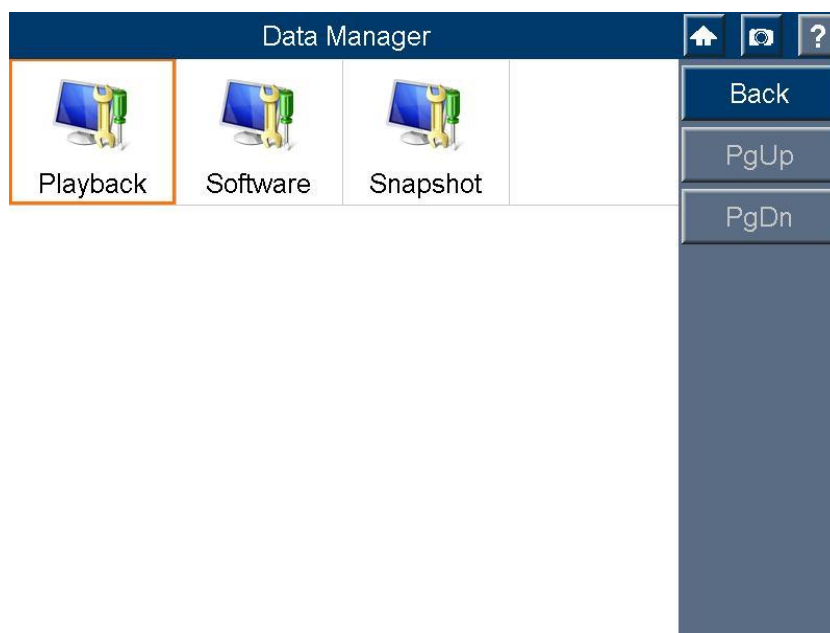 Data Manager
?
Back
PgUp
PgDn
Playback
Software
Snapshot